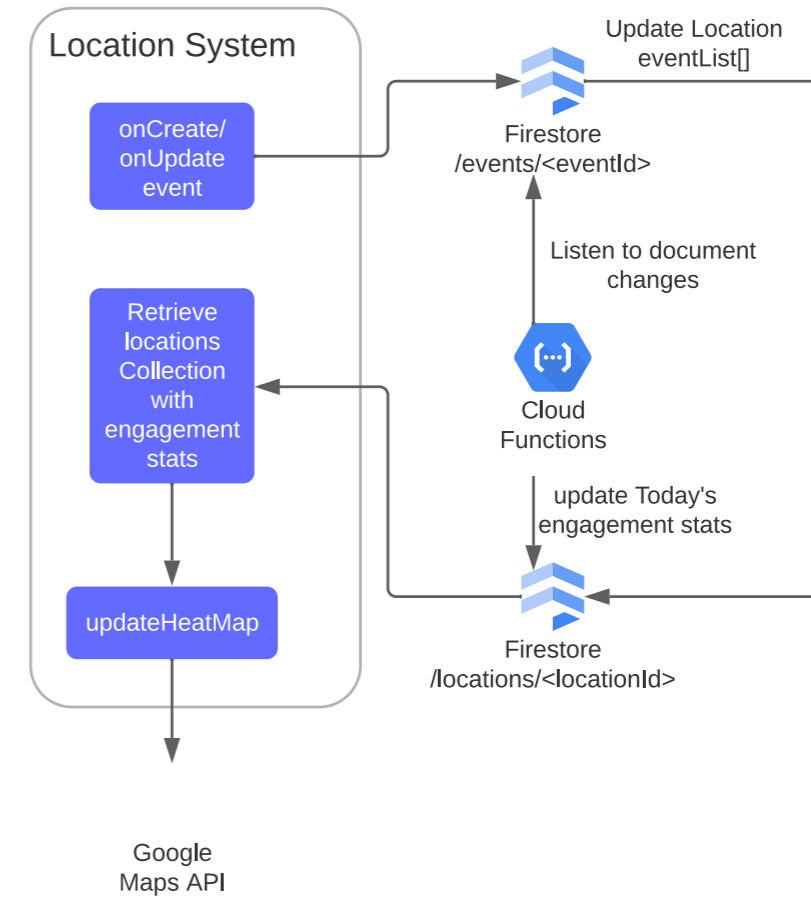 Location System
onCreate/
onUpdate
event
Update Location
eventList[]
Firestore
/events/<eventId>
Listen to document
changes
Retrieve
locations
Collection
with
engagement
stats
Cloud
Functions
update Today's
engagement stats
updateHeatMap
Firestore
/locations/<locationId>
Google
Maps API